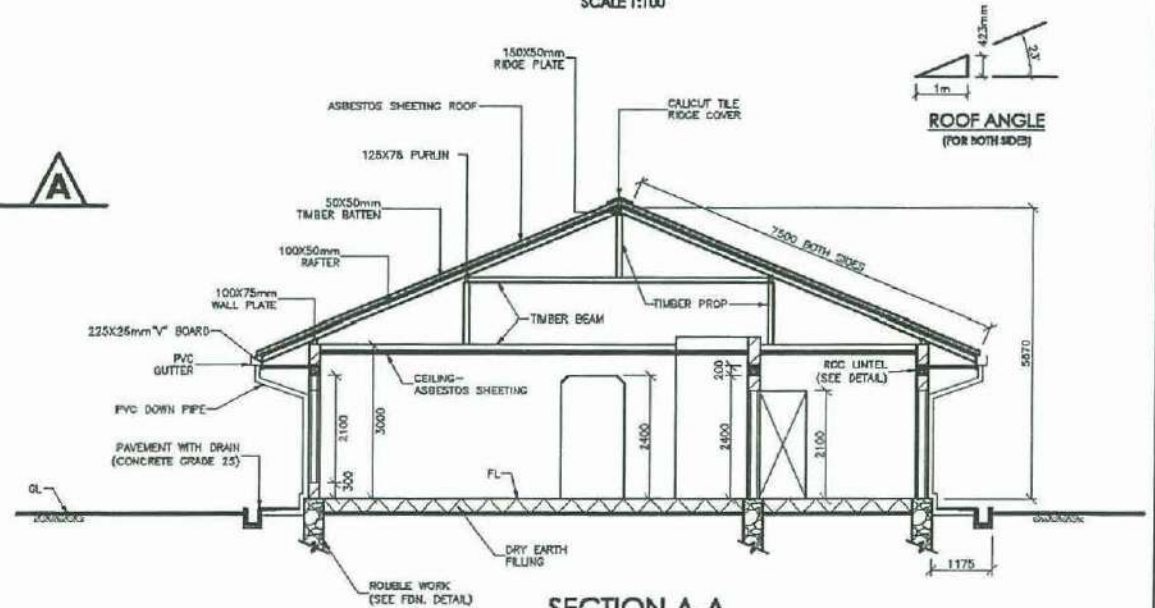 SCALE 1:100
423mm
23°
1m
ROOF ANGLE
(FOR BOTH SIDES)
150X50mm
RIDGE PLATE
ASBESTOS SHEETING ROOF
CALICUT TILE
RIDGE COVER
125X75 PURLIN
A
50X50mm
TIMBER BATTEN
7500 BOTH SIDES
100X50mm
RAFTER
100X75mm
WALL PLATE
TIMBER PROP
TIMBER BEAM
225X25mm"V" BOARD
PVC
GUTTER
5870
200
RCC LINTEL
(SEE DETAIL)
CEILING-
ASBESTOS SHEETING
PVC DOWN PIPE
2100
3000
2400
2400
2100
PAVEMENT WITH DRAIN
(CONCRETE GRADE 25)
300
FL
GL
DRY EARTH
FILLING
1175
ROUBLE WORK
(SEE FDN. DETAIL)
SECTION A-A